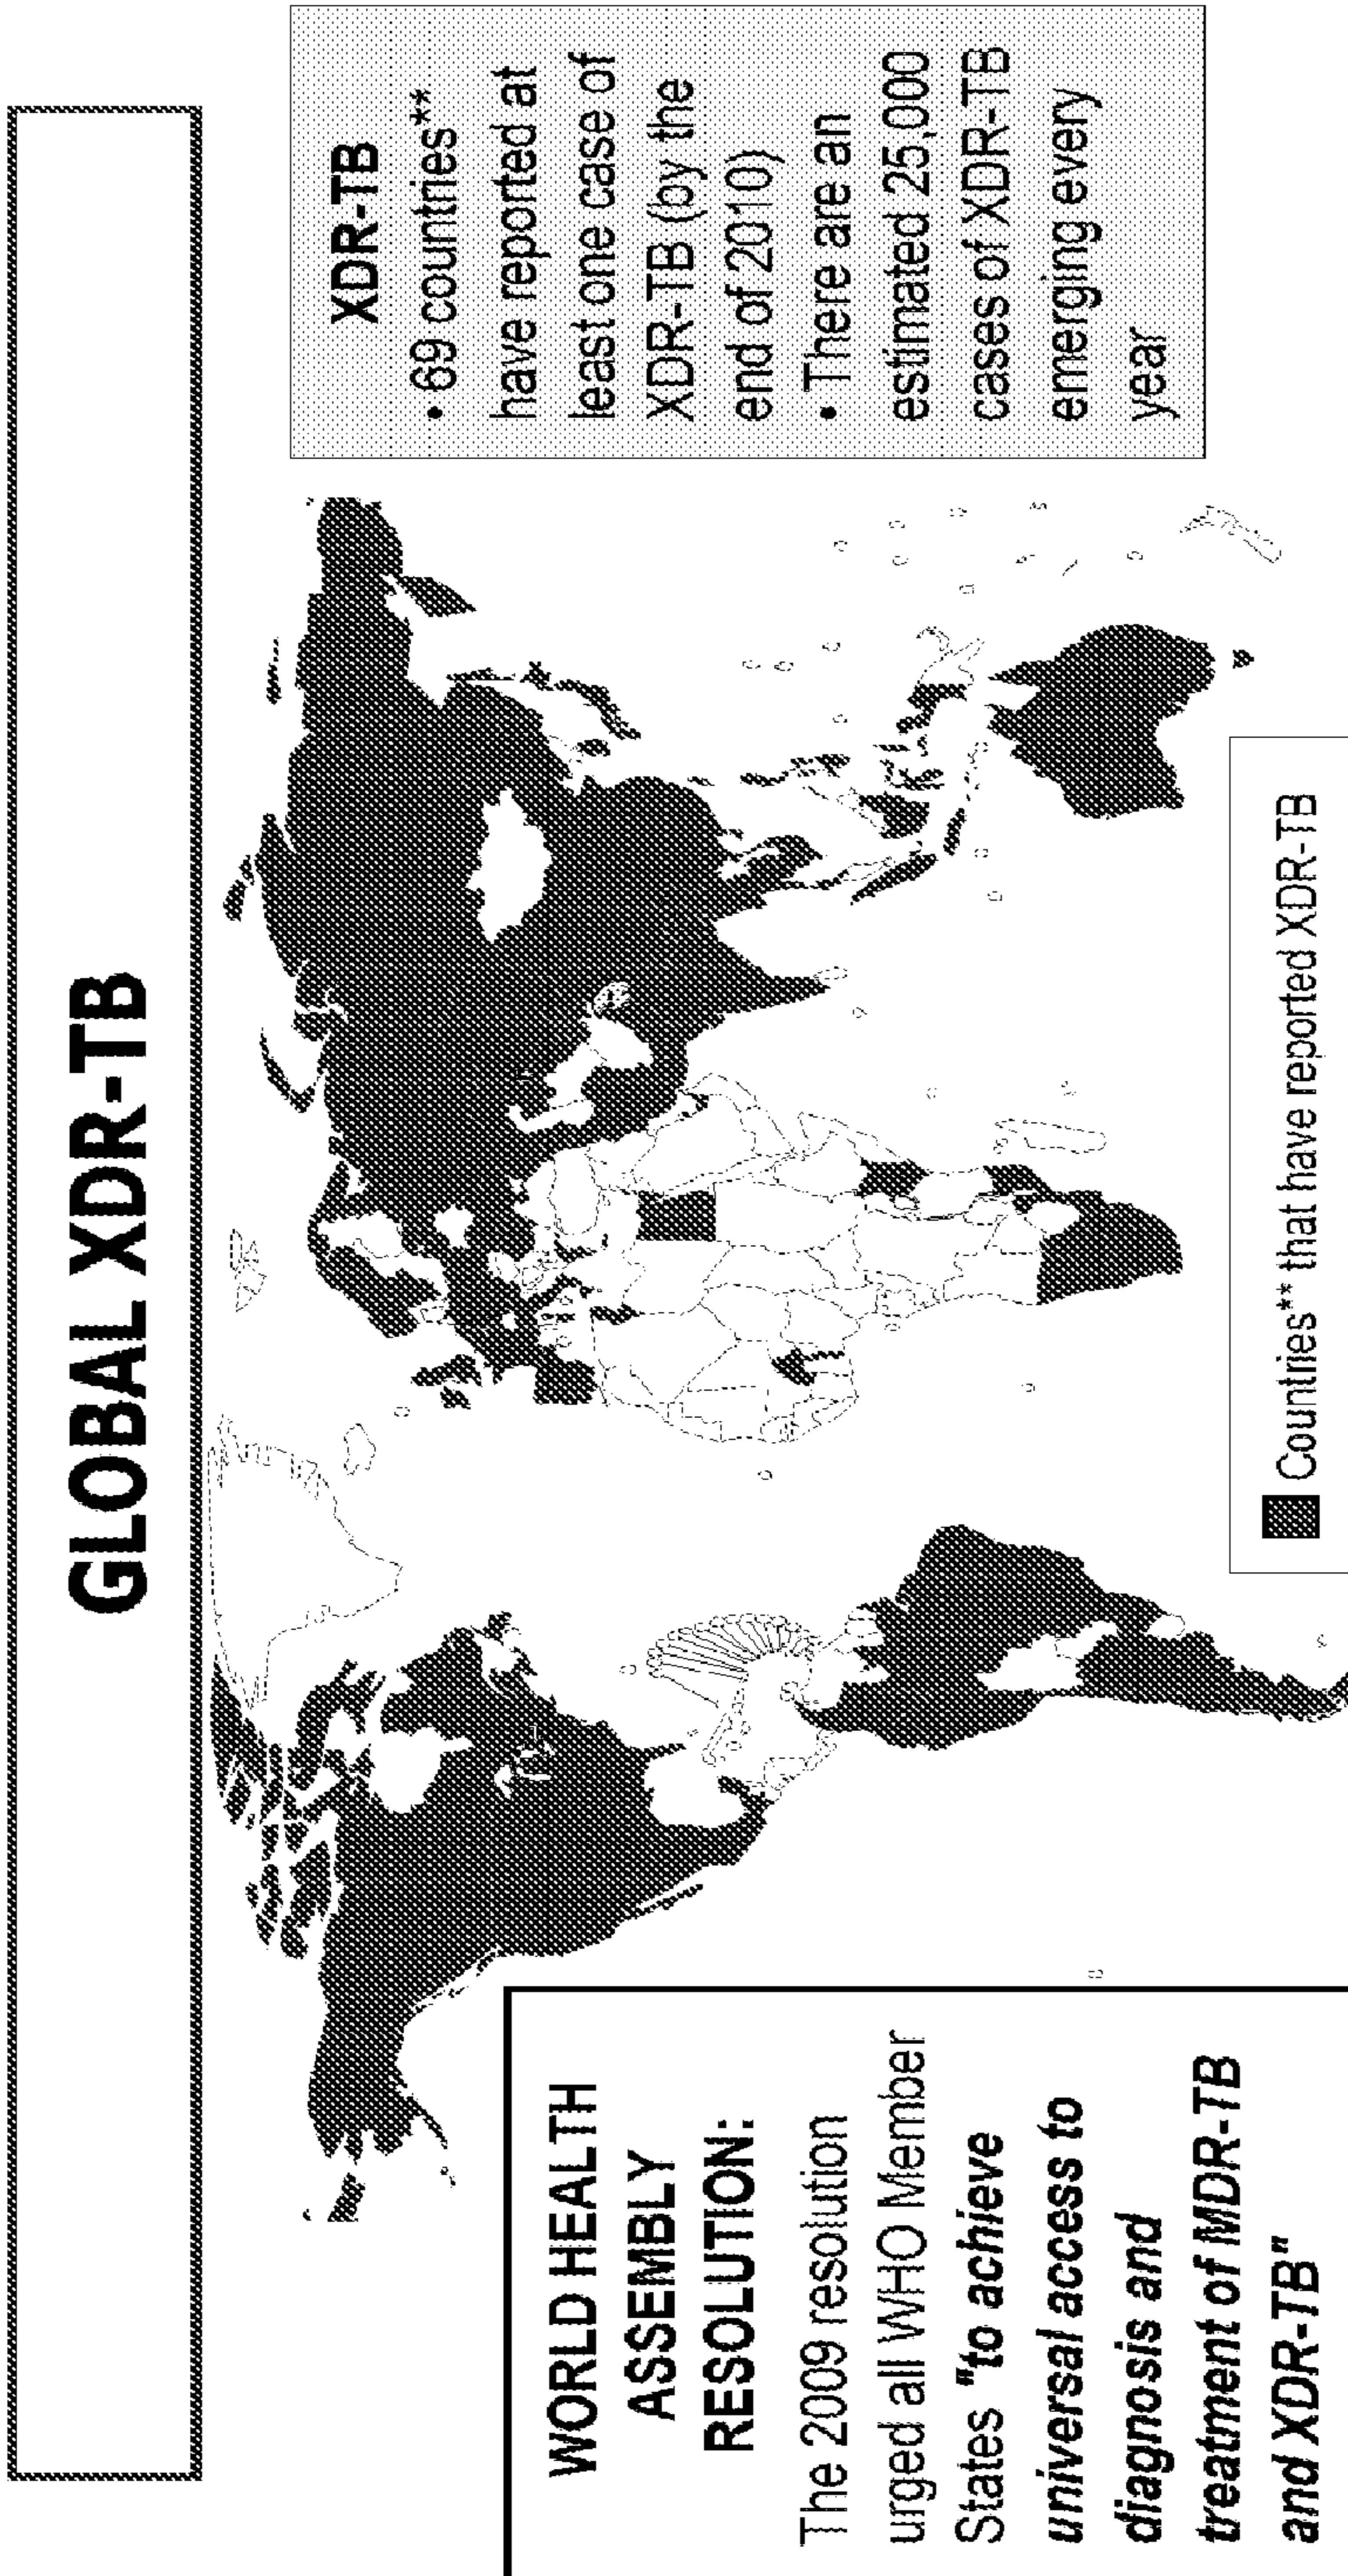 GLOBAL XDR-TB
XDR-TB
• 69 countries**
have reported at
least one case of
XDR-TB (by the
end of 2010)
• There are an
estimated 25,000
cases of XDR-TB
emerging every
year
WORLD HEALTH
ASSEMBLY
RESOLUTION:
The 2009 resolution
urged all WHO Member
States "to achieve
universal access to
diagnosis and
treatment of MDR-TB
and XDR-TB"
Countries** that have reported XDR-TB